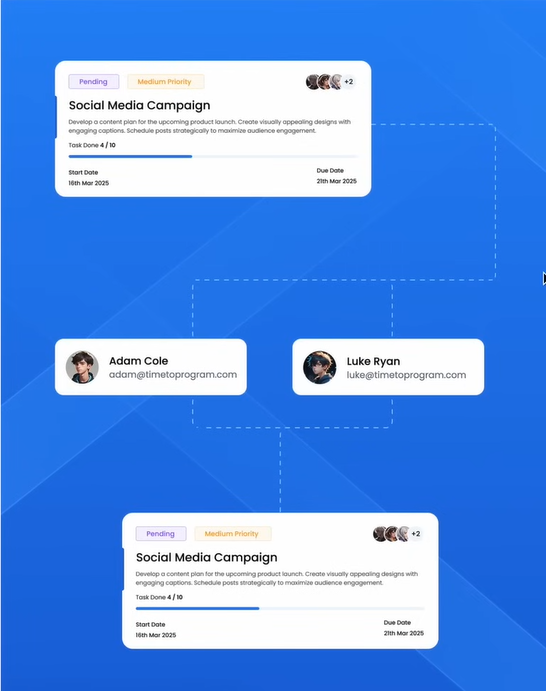 Pending
Medium Priority
+2
Social Media Campaign
Develop a content plan for the upcoming product launch. Create visually appealing designs with
engaging captions. Schedule posts strategically to maximize audience engagement.
Task Done 4 / 10
Start Date
Due Date
16th Mar 2025
21th Mar 2025
Adam Cole
adam@timetoprogram.com
Luke Ryan
luke@timetoprogram.com
Pending
Medium Priority
+2
Social Media Campaign
Develop a content plan for the upcoming product launch. Create visually appealing designs with
engaging captions. Schedule posts strategically to maximize audience engagement.
Task Done 4 / 10
Start Date
Due Date
16th Mar 2025
21th Mar 2025